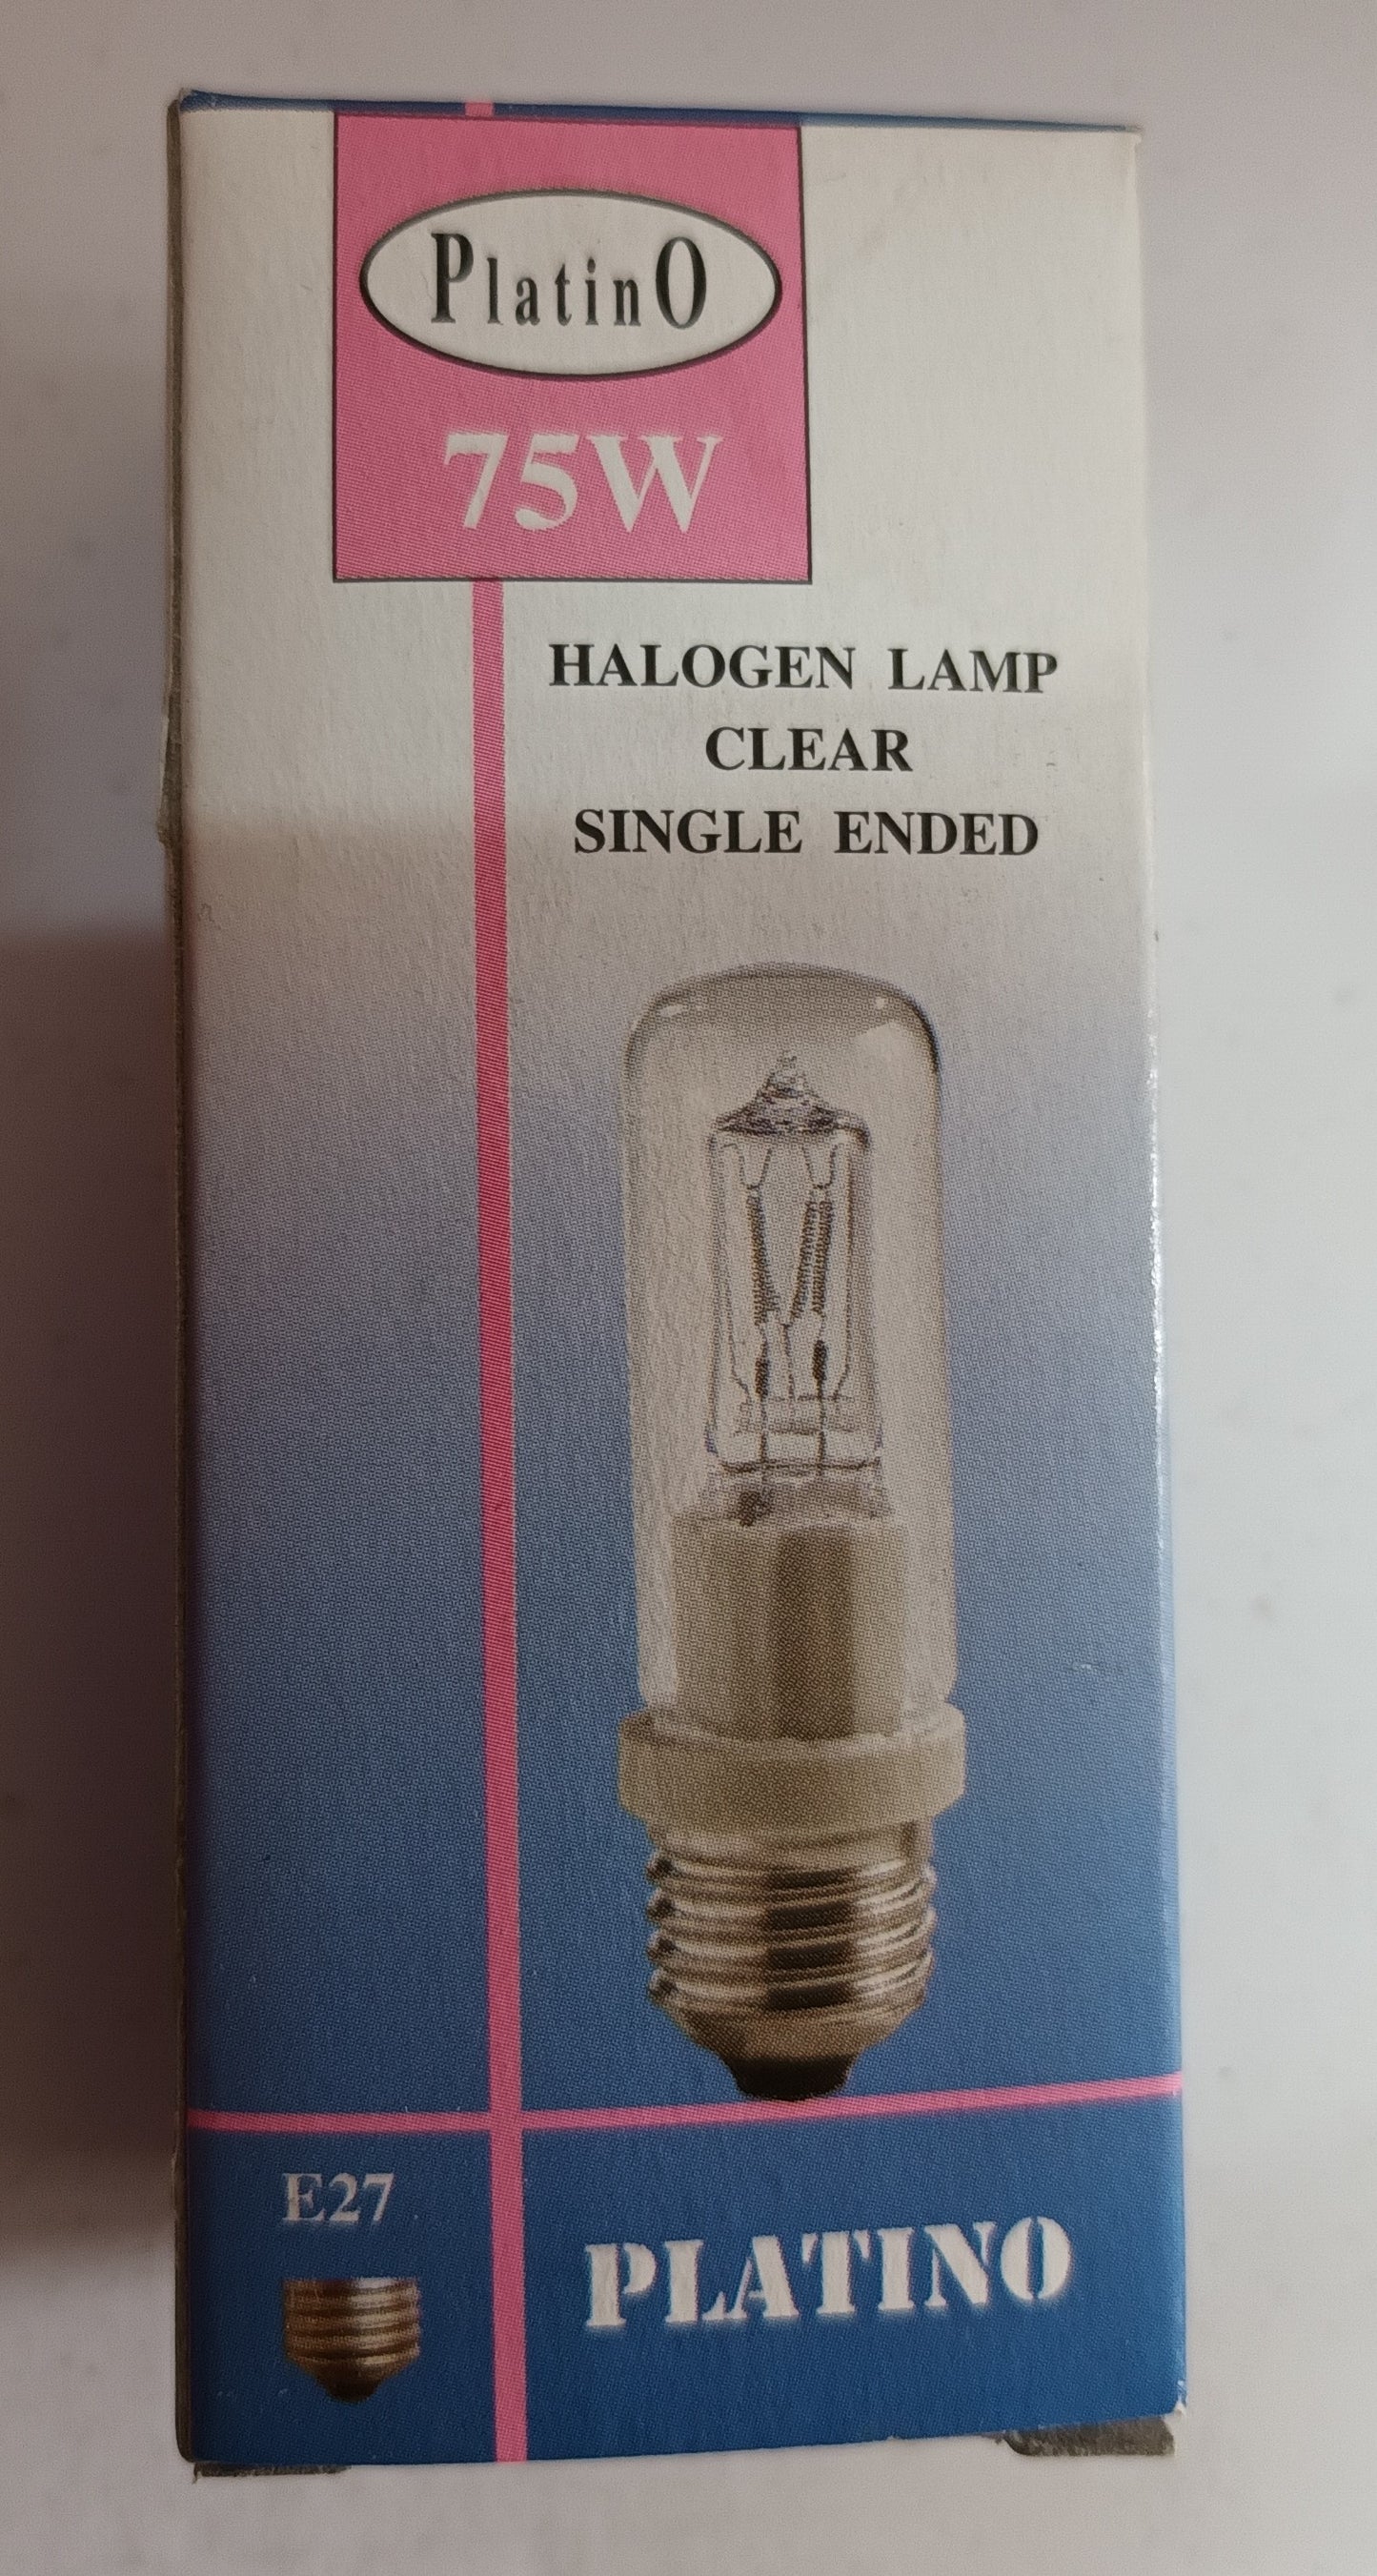 PlatinO
75W
HALOGEN LAMP
CLEAR
SINGLE ENDED
E27
PLATINO